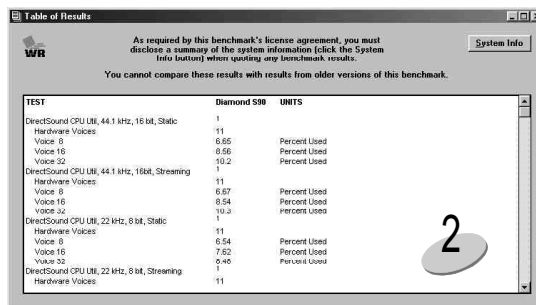 Table of Results
As required by this benchmark's license agreement, you must
disclose a summary of the system information (click the System
Info button) when quoting any benchmark results.
System Info
WR
You cannot compare these results with results from older versions of this benchmark.
TEST Diamond S90 UNITS
DirectSound CPU Util, 44.1 kHz, 16 bit, Static 1
Hardware Voices 11
Voice 8 6.65 Percent Used
Voice 16 8.56 Percent Used
Voice 32 10.2 Percent Used
DirectSound CPU Util, 44.1 kHz, 16bit, Streaming 1
Hardware Voices 11
Voice 8 6.67 Percent Used
Voice 16 8.54 Percent Used
Voice 32 10.3 Percent Used
DirectSound CPU Util, 22 kHz, 8 bit, Static 1
Hardware Voices 11
Voice 8 6.54 Percent Used
Voice 16 7.62 Percent Used
Voice 32 8.48 Percent Used
DirectSound CPU Util, 22 kHz, 8 bit, Streaming 1
Hardware Voices 11
2